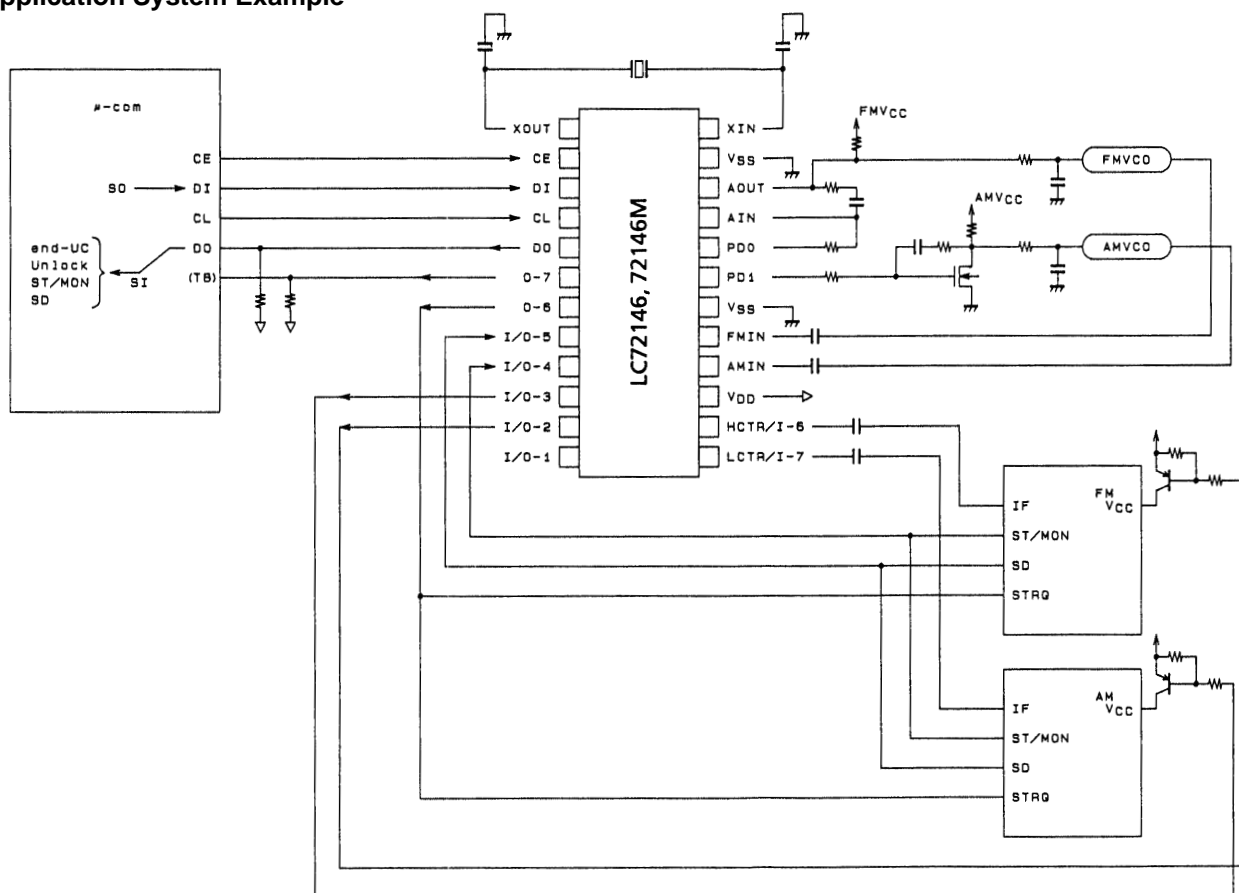 pplication System Example
μ-com
CE
SO
DI
CL
end-UC
Unlock
ST/MON
SD
SI
DO
(TB)
XOUT
CE
DI
CL
DO
O-7
O-6
I/O-5
I/O-4
I/O-3
I/O-2
I/O-1
LC72146, 72146M
XIN
VSS
AOUT
AIN
PD0
PD1
VSS
FMIN
AMIN
VDD
HCTR/I-6
LCTR/I-7
FMVCC
FMVCO
AMVCC
AMVCO
FM
VCC
IF
ST/MON
SD
STRQ
AM
VCC
IF
ST/MON
SD
STRQ